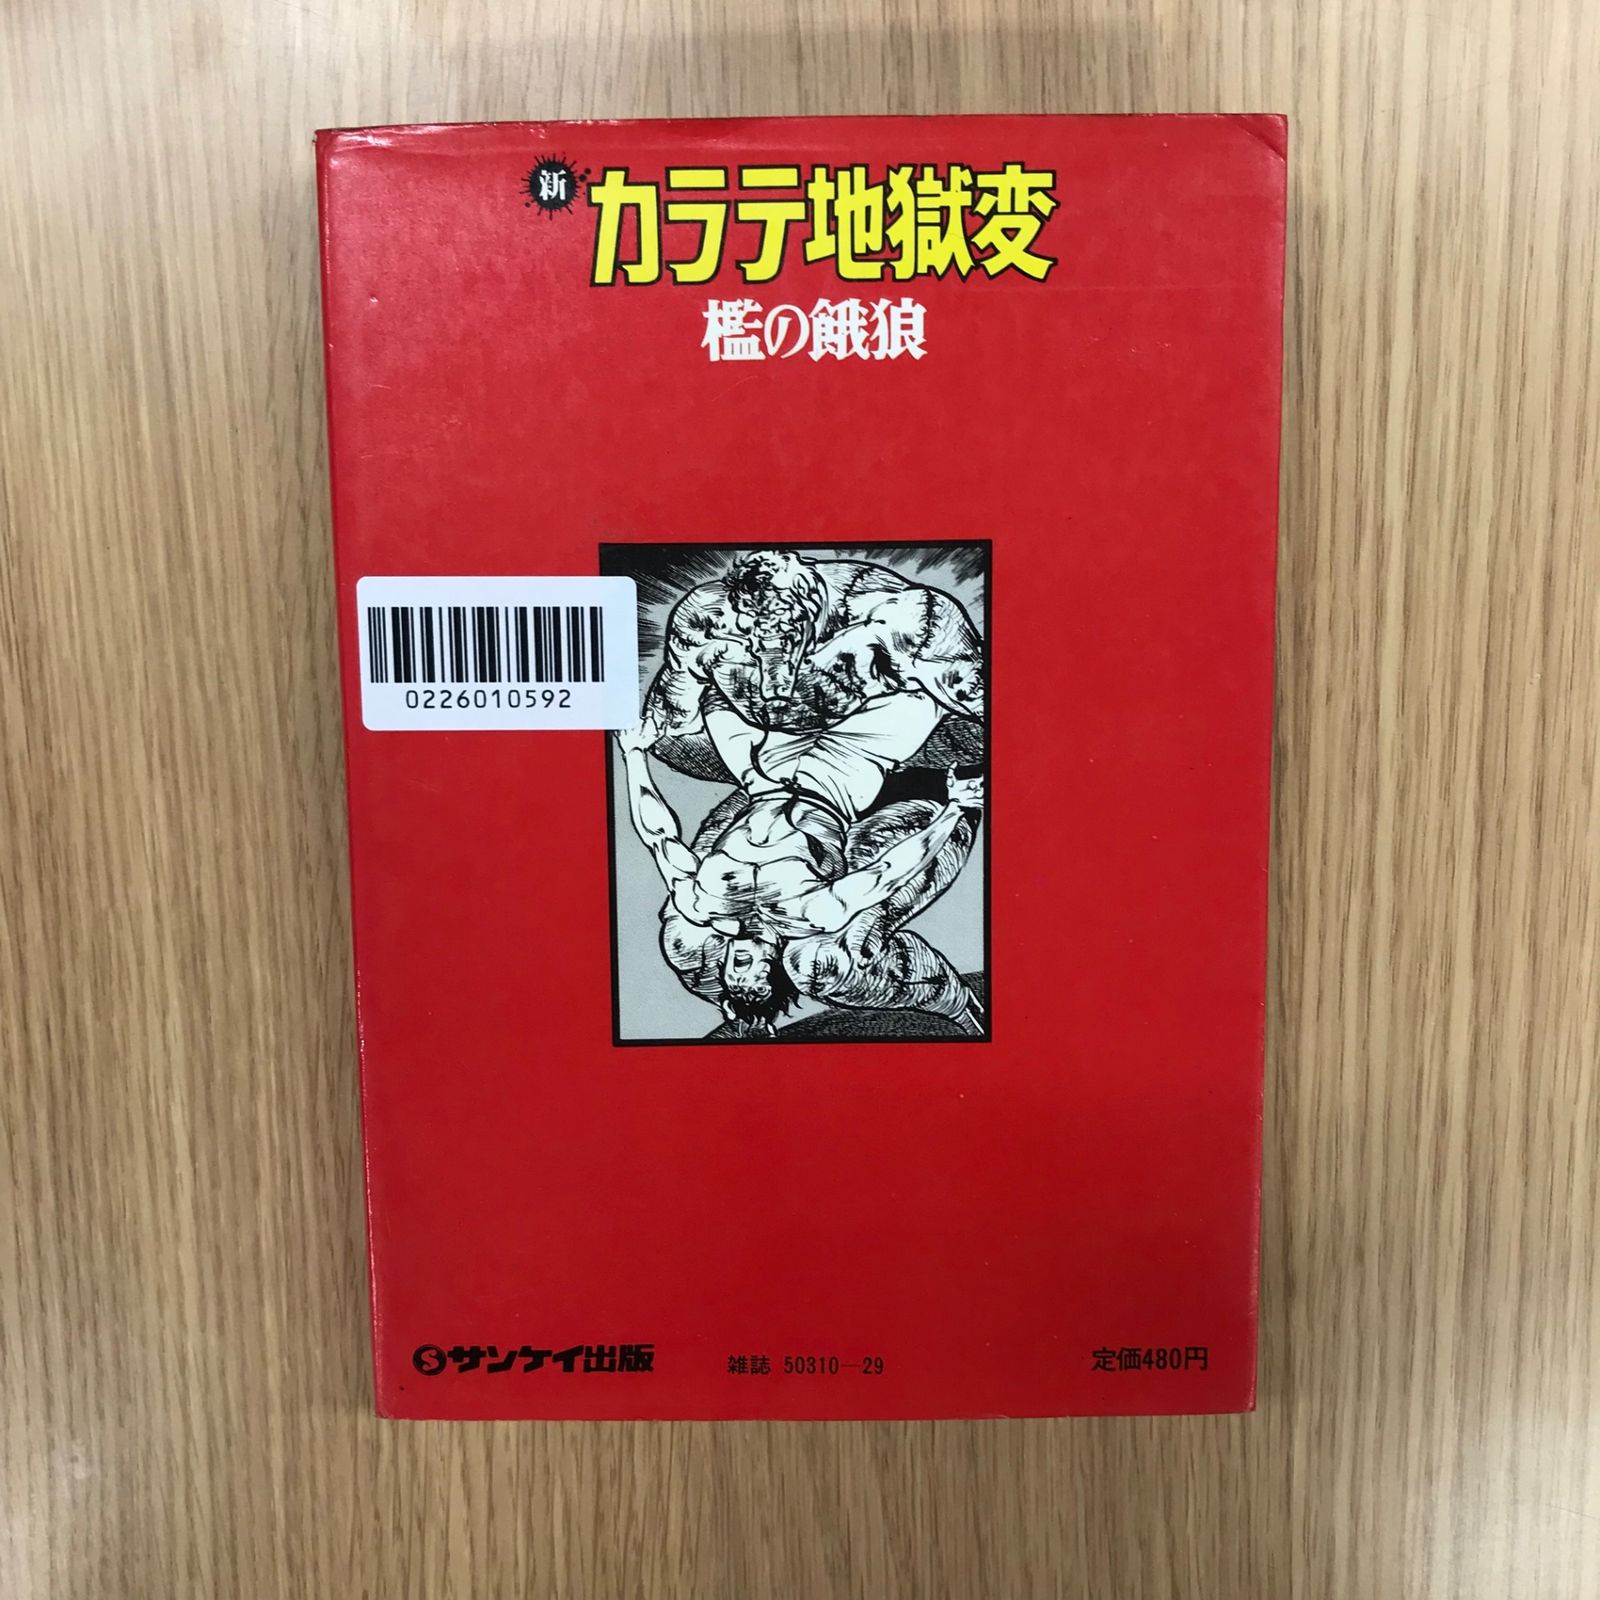 新 カラテ地獄変
檻の餓狼
0226010592
Sサンケイ出版
雑誌 50310—29
定価480円